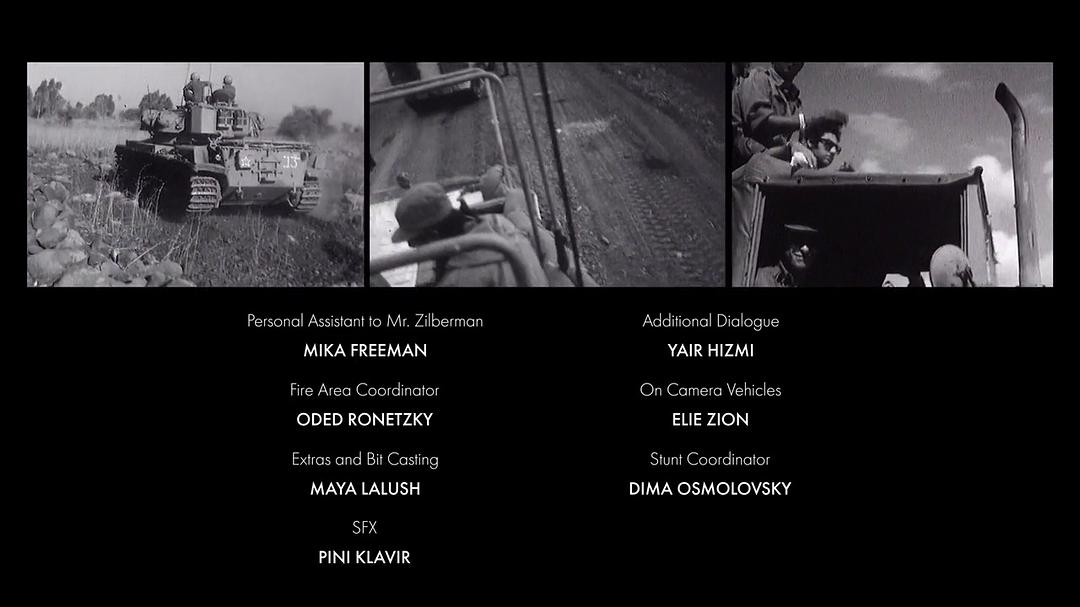 Personal Assistant to Mr. Zilberman
MIKA FREEMAN
Fire Area Coordinator
ODED RONETZKY
Extras and Bit Casting
MAYA LALUSH
SFX
PINI KLAVIR
Additional Dialogue
YAIR HIZMI
On Camera Vehicles
ELIE ZION
Stunt Coordinator
DIMA OSMOLOVSKY